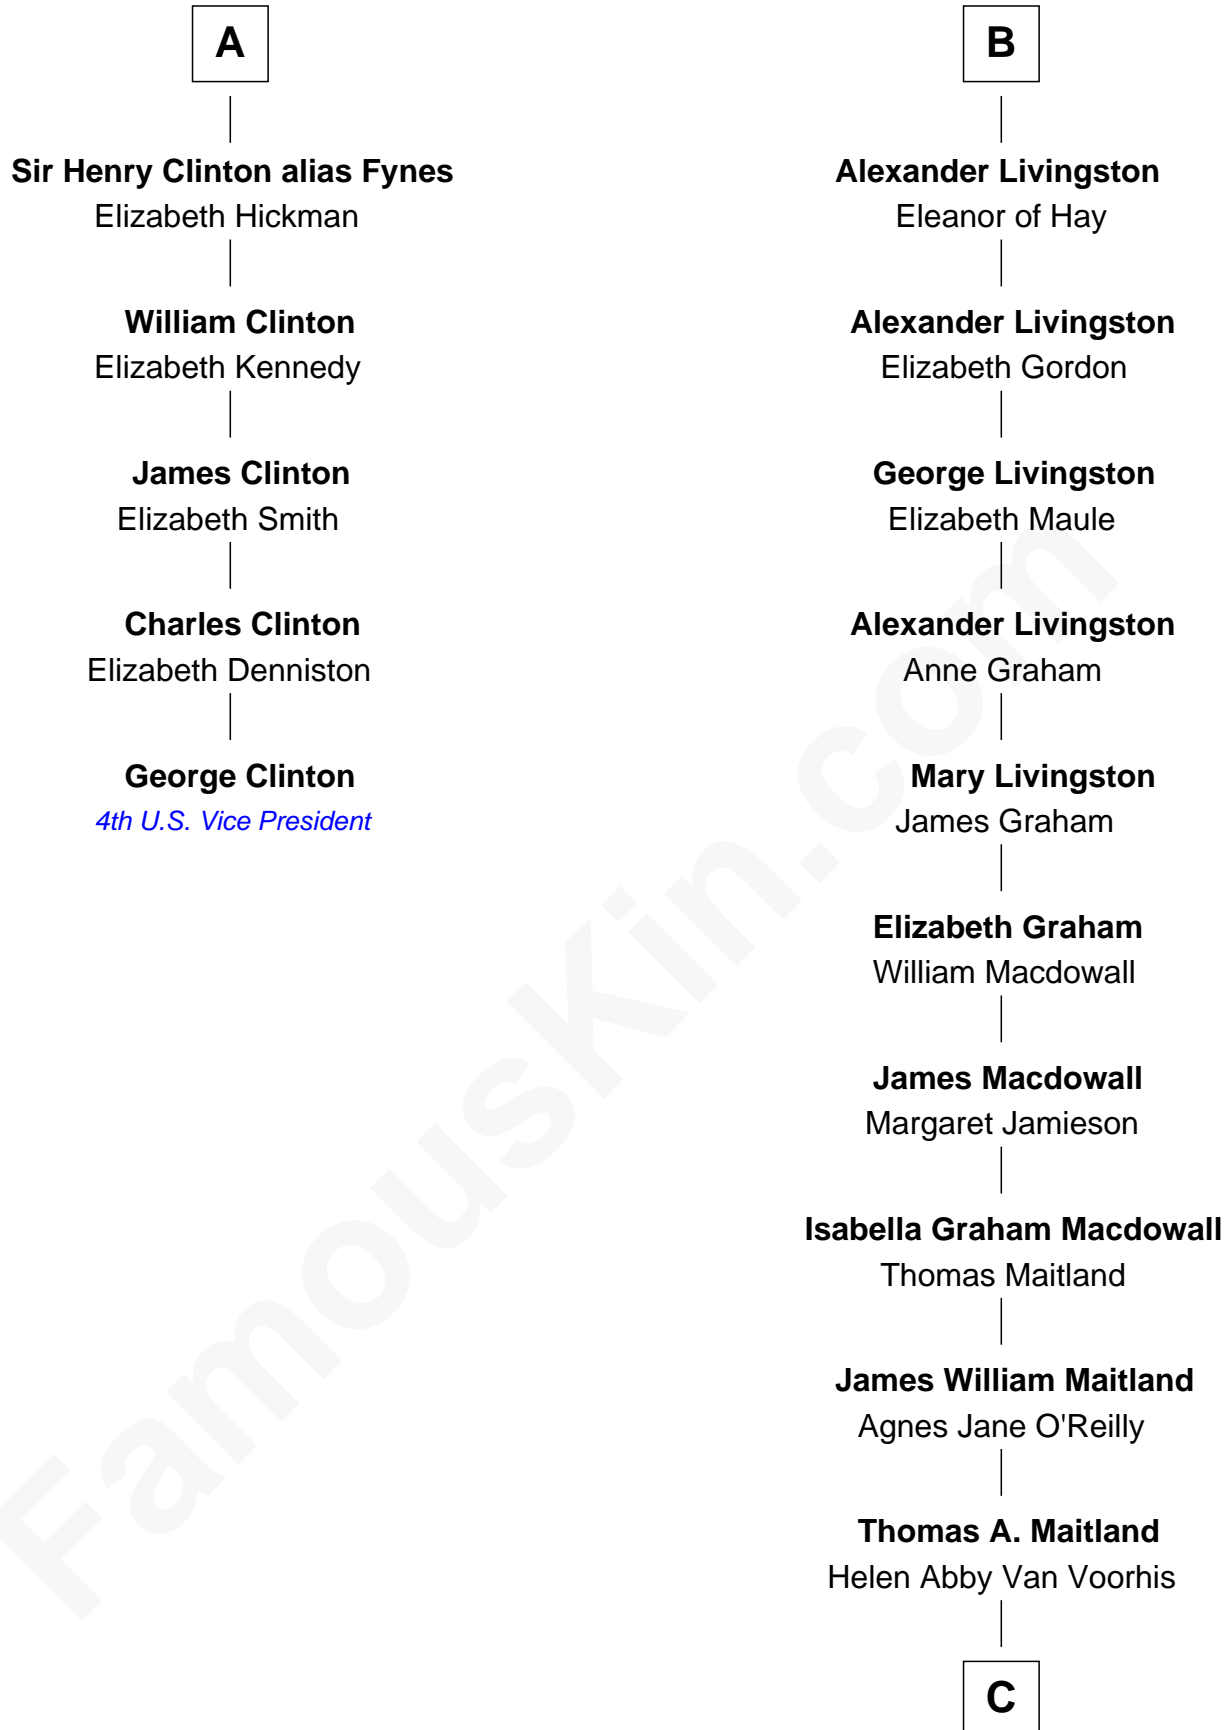 A
Sir Henry Clinton alias Fynes
Elizabeth Hickman
William Clinton
Elizabeth Kennedy
James Clinton
Elizabeth Smith
Charles Clinton
Elizabeth Denniston
George Clinton
4th U.S. Vice President
B
Alexander Livingston
Eleanor of Hay
Alexander Livingston
Elizabeth Gordon
George Livingston
Elizabeth Maule
Alexander Livingston
Anne Graham
Mary Livingston
James Graham
Elizabeth Graham
William Macdowall
James Macdowall
Margaret Jamieson
Isabella Graham Macdowall
Thomas Maitland
James William Maitland
Agnes Jane O'Reilly
Thomas A. Maitland
Helen Abby Van Voorhis
C
FamousKin.com